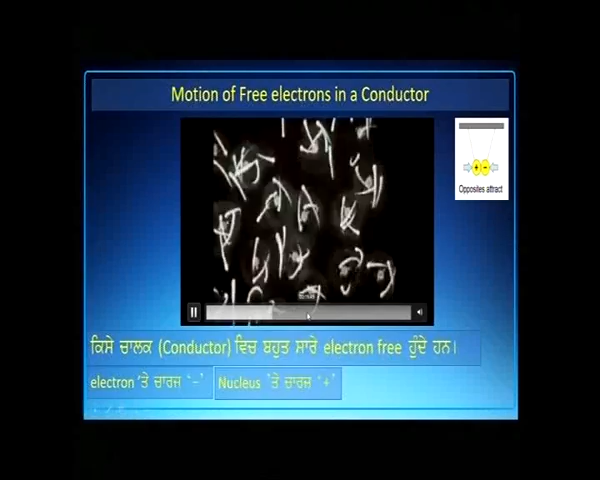 Motion of Free electrons in a Conductor
Opposites attract
ਕਿਸੇ ਚਾਲਕ (Conductor) ਵਿਚ ਬਹੁਤ ਸਾਰੇ electron free ਹੁੰਦੇ ਹਨ।
electron 'ਤੇ ਚਾਰਜ '-'
Nucleus 'ਤੇ ਚਾਰਜ '+'